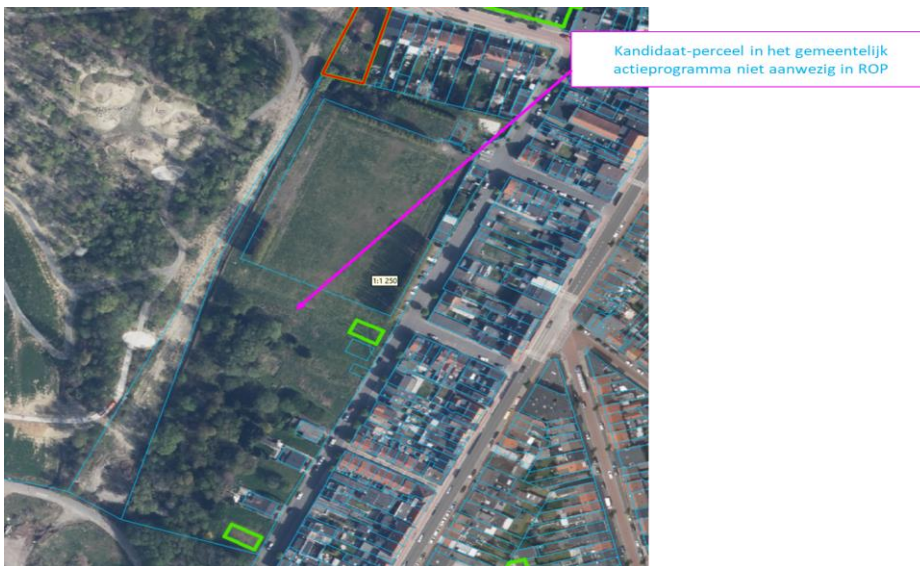 Kandidaat-perceel in het gemeentelijk
actieprogramma niet aanwezig in ROP
1:1 250